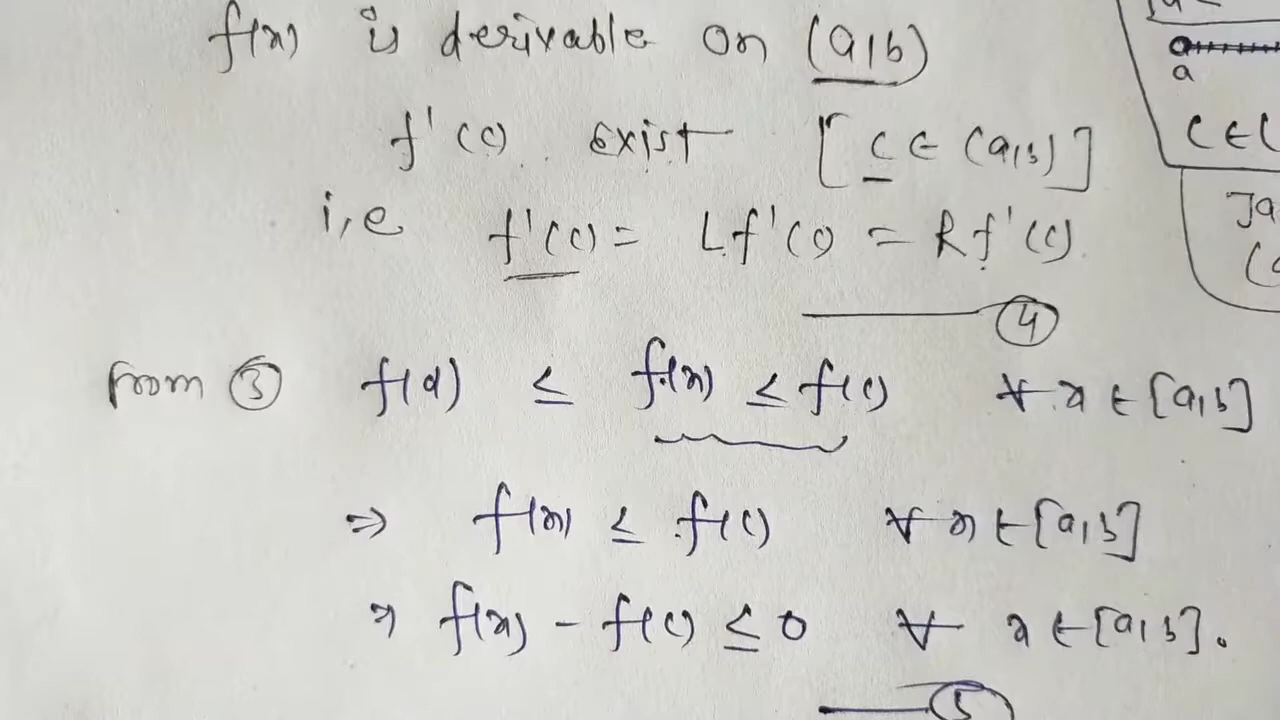 f(x) is derivable on (a,b)
f'(c) exist [c ∈ (a,b)]
i,e f'(c) = Lf'(c) = Rf'(c)
④
from ③ f(d) ≤ f(x) ≤ f(c) ∀ x ∈ [a,b]
⇒ f(x) ≤ f(c) ∀ x ∈ [a,b]
⇒ f(x) - f(c) ≤ 0 ∀ x ∈ [a,b].
⑤
a
c ∈ (